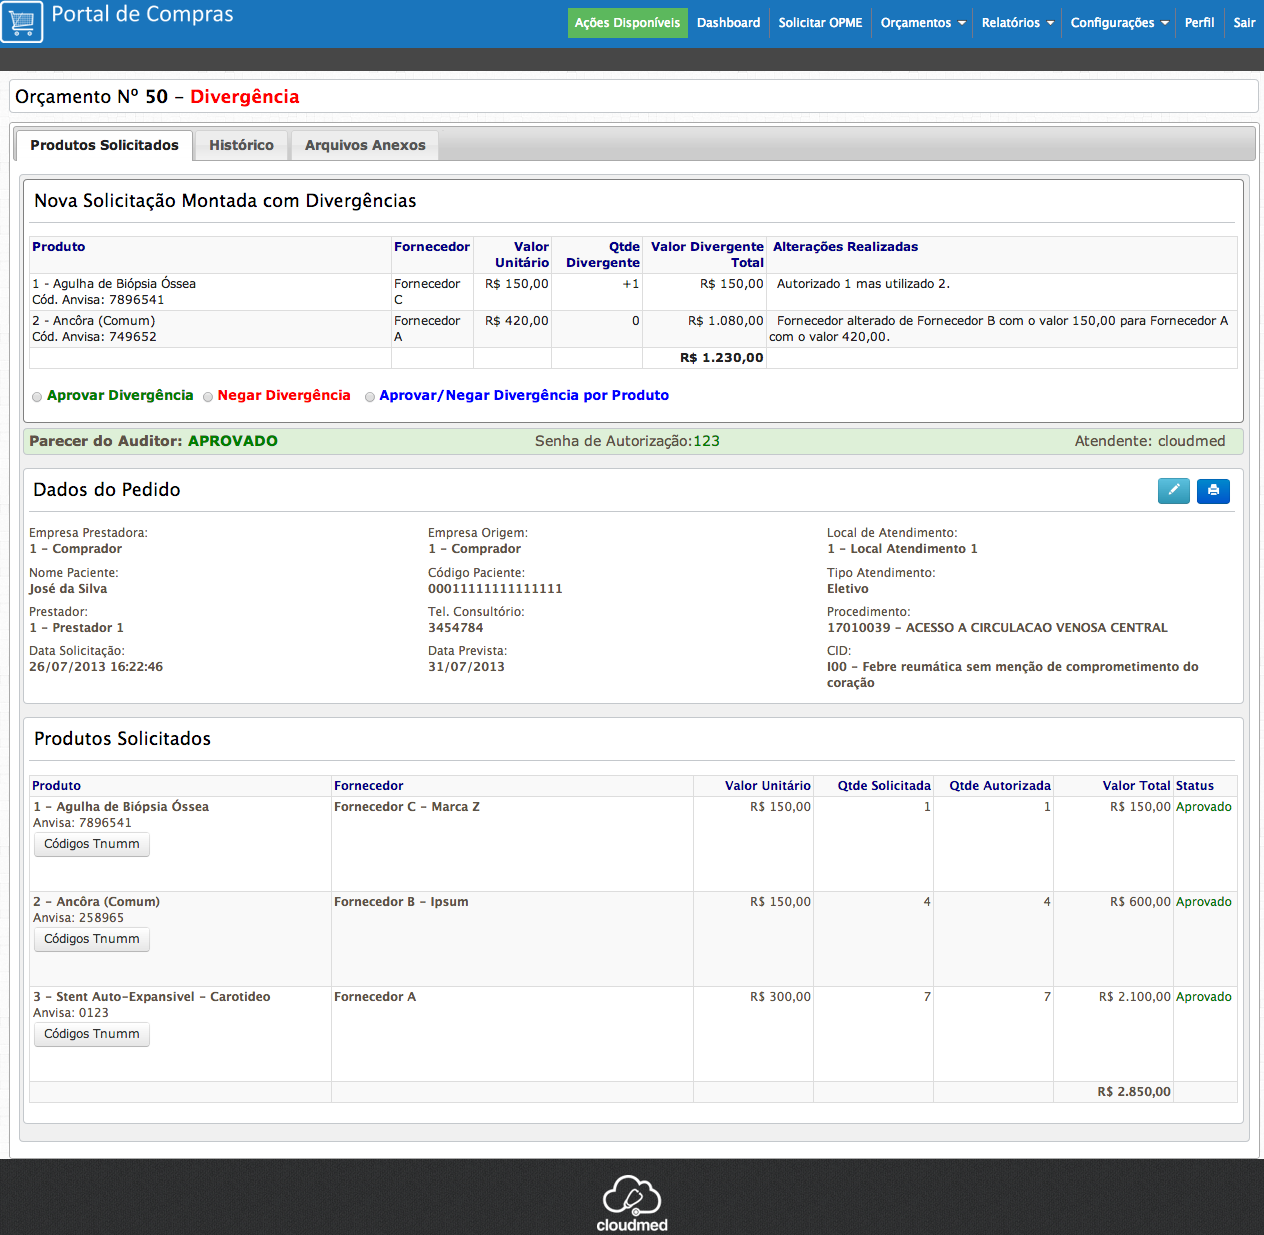 Portal de Compras
Ações Disponíveis Dashboard Solicitar OPME Orçamentos Relatórios Configurações Perfil Sair
Orçamento Nº 50 - Divergência
Produtos Solicitados Histórico Arquivos Anexos
Nova Solicitação Montada com Divergências
Produto Fornecedor Valor Unitário Qtde Divergente Valor Divergente Total Alterações Realizadas
1 - Agulha de Biópsia Óssea Fornecedor R$ 150,00 +1 R$ 150,00 Autorizado 1 mas utilizado 2.
Cód. Anvisa: 7896541 C
2 - Ancôra (Comum) Fornecedor R$ 420,00 0 R$ 1.080,00 Fornecedor alterado de Fornecedor B com o valor 150,00 para Fornecedor A
Cód. Anvisa: 749652 A com o valor 420,00.
R$ 1.230,00
Aprovar Divergência Negar Divergência Aprovar/Negar Divergência por Produto
Parecer do Auditor: APROVADO Senha de Autorização:123 Atendente: cloudmed
Dados do Pedido
Empresa Prestadora: Empresa Origem: Local de Atendimento:
1 - Comprador 1 - Comprador 1 - Local Atendimento 1
Nome Paciente: Código Paciente: Tipo Atendimento:
José da Silva 00011111111111111 Eletivo
Prestador: Tel. Consultório: Procedimento:
1 - Prestador 1 3454784 17010039 - ACESSO A CIRCULACAO VENOSA CENTRAL
Data Solicitação: Data Prevista: CID:
26/07/2013 16:22:46 31/07/2013 I00 - Febre reumática sem menção de comprometimento do
coração
Produtos Solicitados
Produto Fornecedor Valor Unitário Qtde Solicitada Qtde Autorizada Valor Total Status
1 - Agulha de Biópsia Óssea Fornecedor C - Marca Z R$ 150,00 1 1 R$ 150,00 Aprovado
Anvisa: 7896541
Códigos Tnumm
2 - Ancôra (Comum) Fornecedor B - Ipsum R$ 150,00 4 4 R$ 600,00 Aprovado
Anvisa: 258965
Códigos Tnumm
3 - Stent Auto-Expansivel - Carotideo Fornecedor A R$ 300,00 7 7 R$ 2.100,00 Aprovado
Anvisa: 0123
Códigos Tnumm
R$ 2.850,00
cloudmed